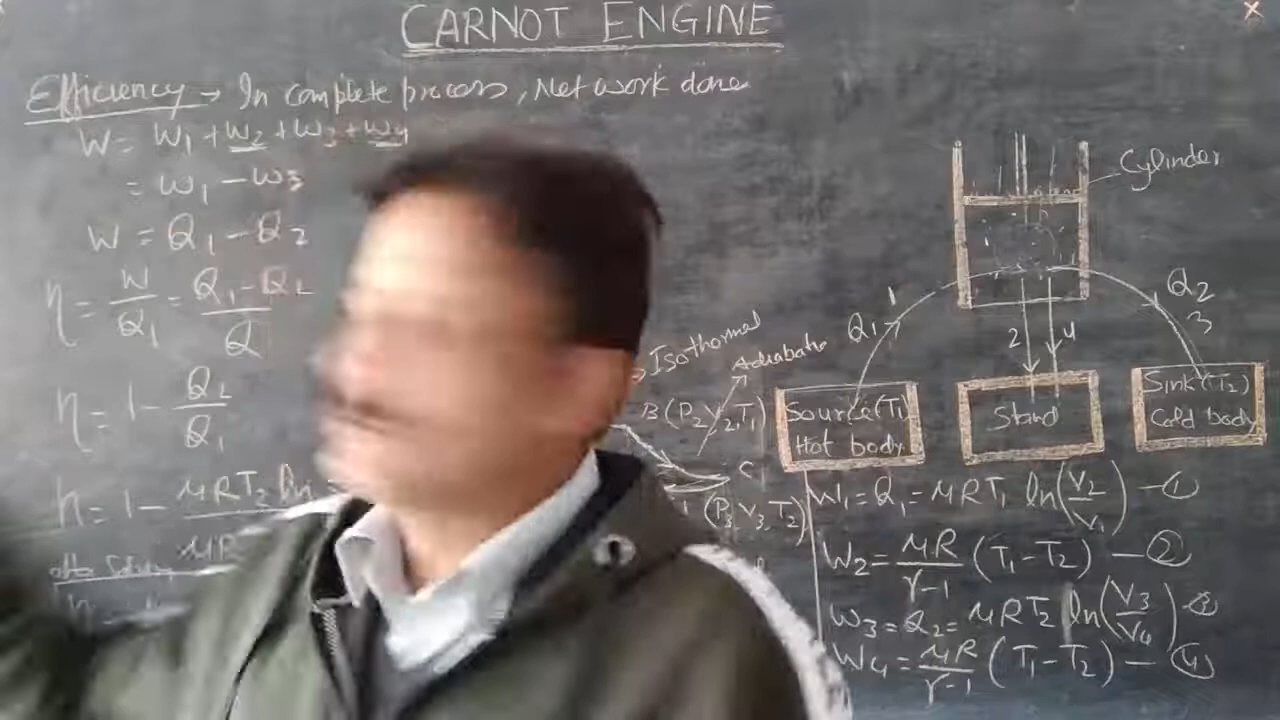 CARNOT ENGINE
Efficiency → In complete process, Net work done
W = W1 + W2 + W3 + W4
= W1 − W3
W = Q1 − Q2
η = W/Q1 = Q1 − Q2/Q
η = 1 − Q2/Q1
η = 1 − μRT2 ln
μR
Isothermal
Adiabatic
B (P2 V2, T1)
C
(P3 V3, T2)
Cylinder
Q1
1
2
4
Q2
3
Source (T1)
Hot body
Stand
Sink (T2)
Cold body
W1 = Q1 = μRT1 ln(V2/V1) — 1
W2 = μR/γ−1 (T1 − T2) — 2
W3 = Q2 = μRT2 ln(V3/V4) — 3
W4 = μR/γ−1 (T1 − T2) — 4